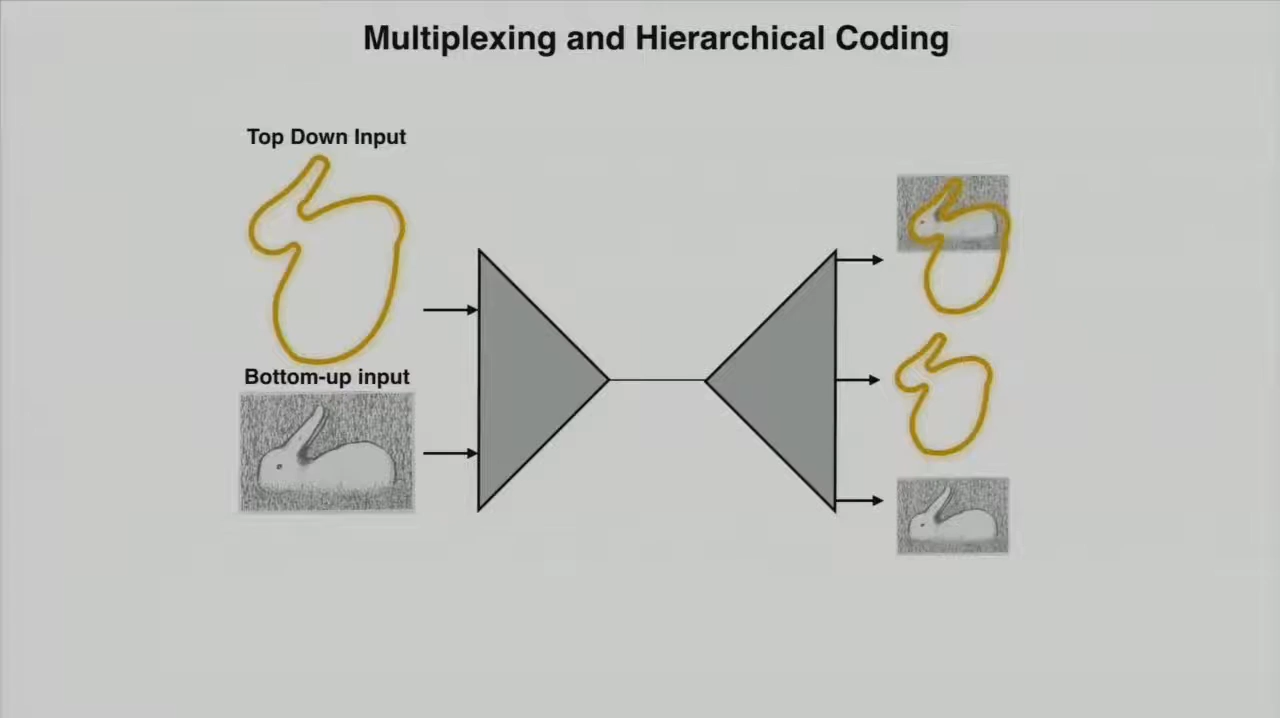 Multiplexing and Hierarchical Coding
Top Down Input
Bottom-up input